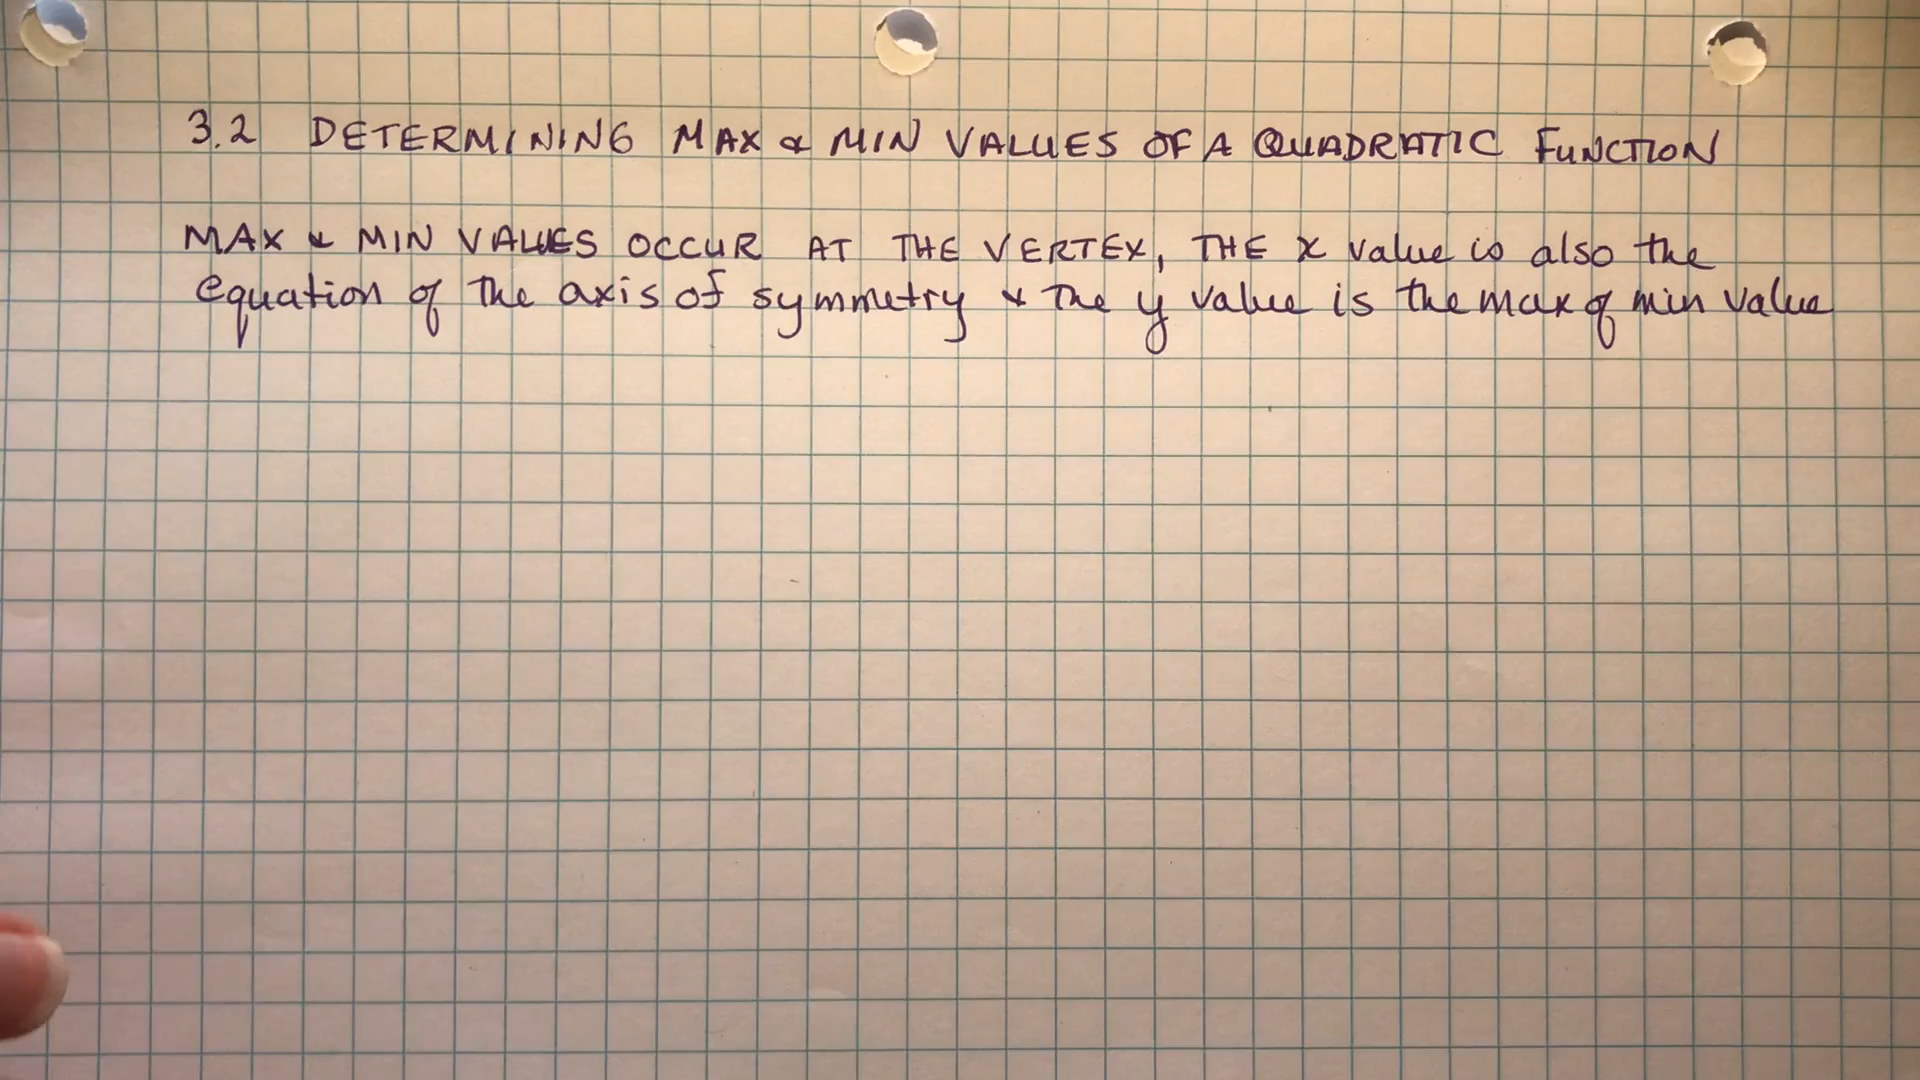 3.2 DETERMINING MAX & MIN VALUES OF A QUADRATIC FUNCTION
MAX & MIN VALUES OCCUR AT THE VERTEX, THE x value is also the
equation of the axis of symmetry & the y value is the max of min value